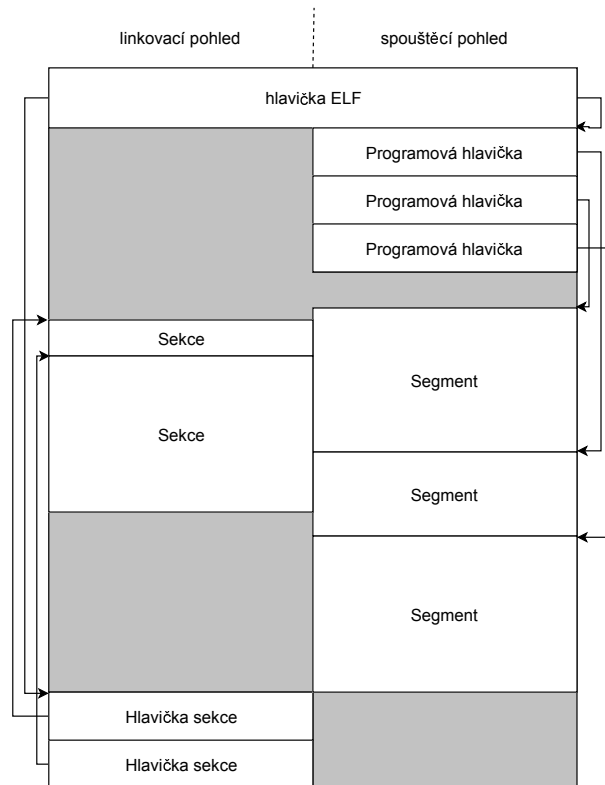 linkovací pohled
spouštěcí pohled
hlavička ELF
Programová hlavička
Programová hlavička
Programová hlavička
Sekce
Segment
Sekce
Segment
Segment
Hlavička sekce
Hlavička sekce